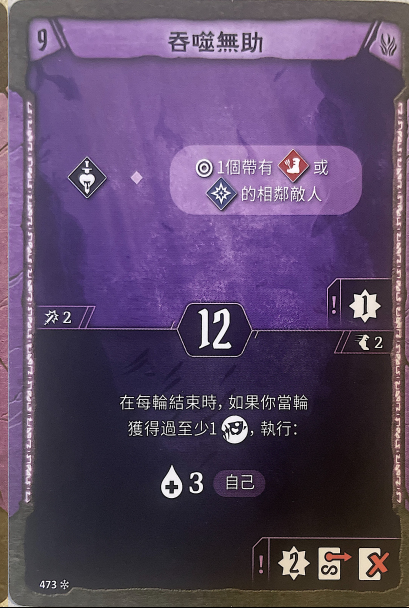 9
吞噬無助
1個帶有 或
的相鄰敵人
1
2
12
2
在每輪結束時, 如果你當輪
獲得過至少1 , 執行:
3 自己
2
473